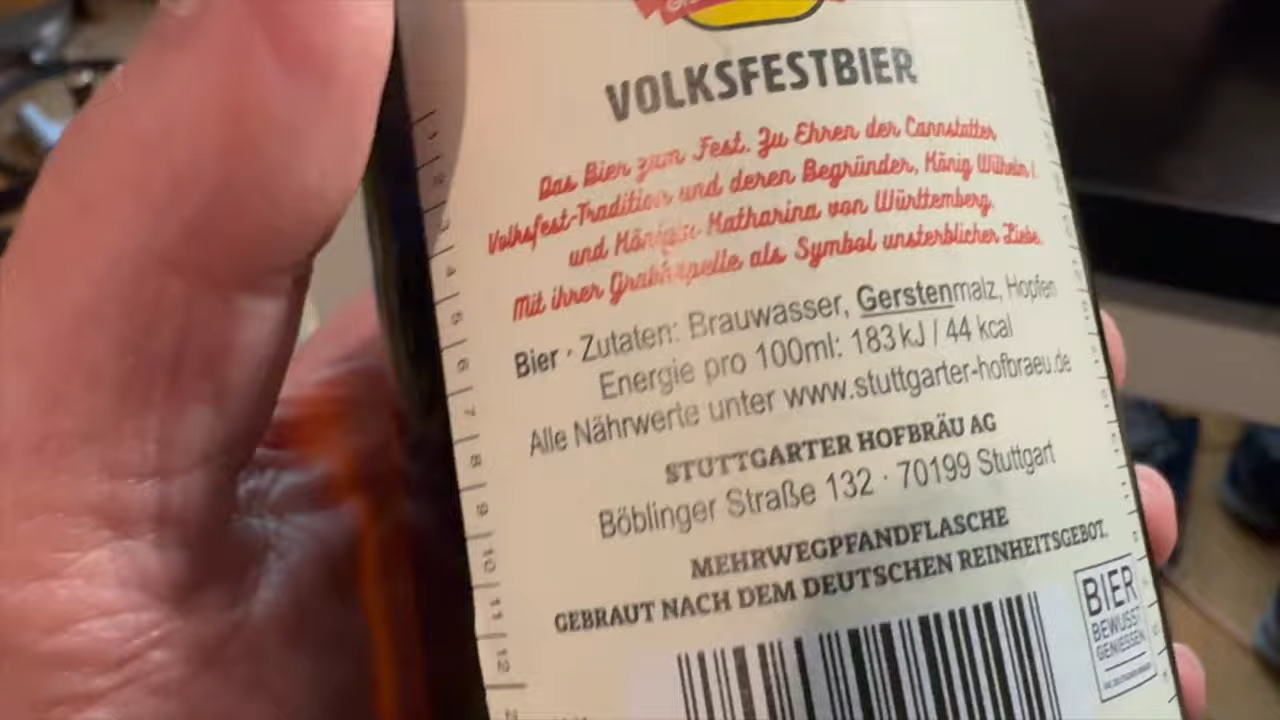 VOLKSFESTBIER
Das Bier zum Fest. Zu Ehren der Cannstatter
Volksfest-Tradition und deren Begründer, König Wilhelm I.
und Königin Katharina von Württemberg.
Mit ihrer Grabkapelle als Symbol unsterblicher Liebe.
Bier · Zutaten: Brauwasser, Gerstenmalz, Hopfen
Energie pro 100ml: 183 kJ / 44 kcal
Alle Nährwerte unter www.stuttgarter-hofbraeu.de
STUTTGARTER HOFBRÄU AG
Böblinger Straße 132 · 70199 Stuttgart
MEHRWEGPFANDFLASCHE
GEBRAUT NACH DEM DEUTSCHEN REINHEITSGEBOT.
BIER
BEWUSST
GENIESSEN
1
2
3
4
5
6
7
8
9
10
11
12